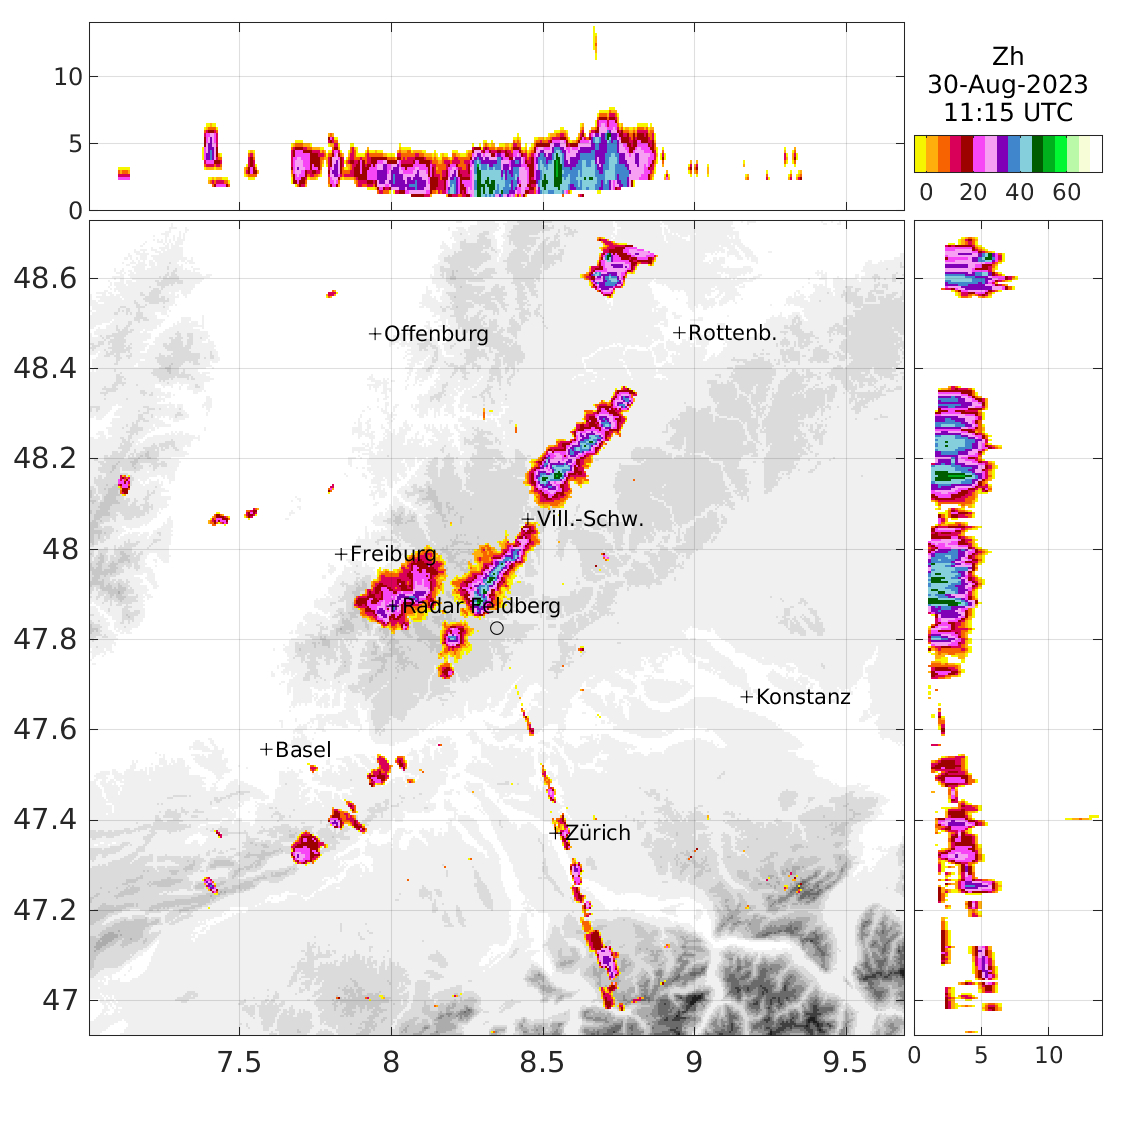 Zh
30-Aug-2023
11:15 UTC
10
5
0
0 20 40 60
48.6
48.4
48.2
48
47.8
47.6
47.4
47.2
47
+Offenburg
+Rottenb.
+Vill.-Schw.
+Freiburg
+Radar Feldberg
+Konstanz
+Basel
+Zürich
7.5 8 8.5 9 9.5
0 5 10